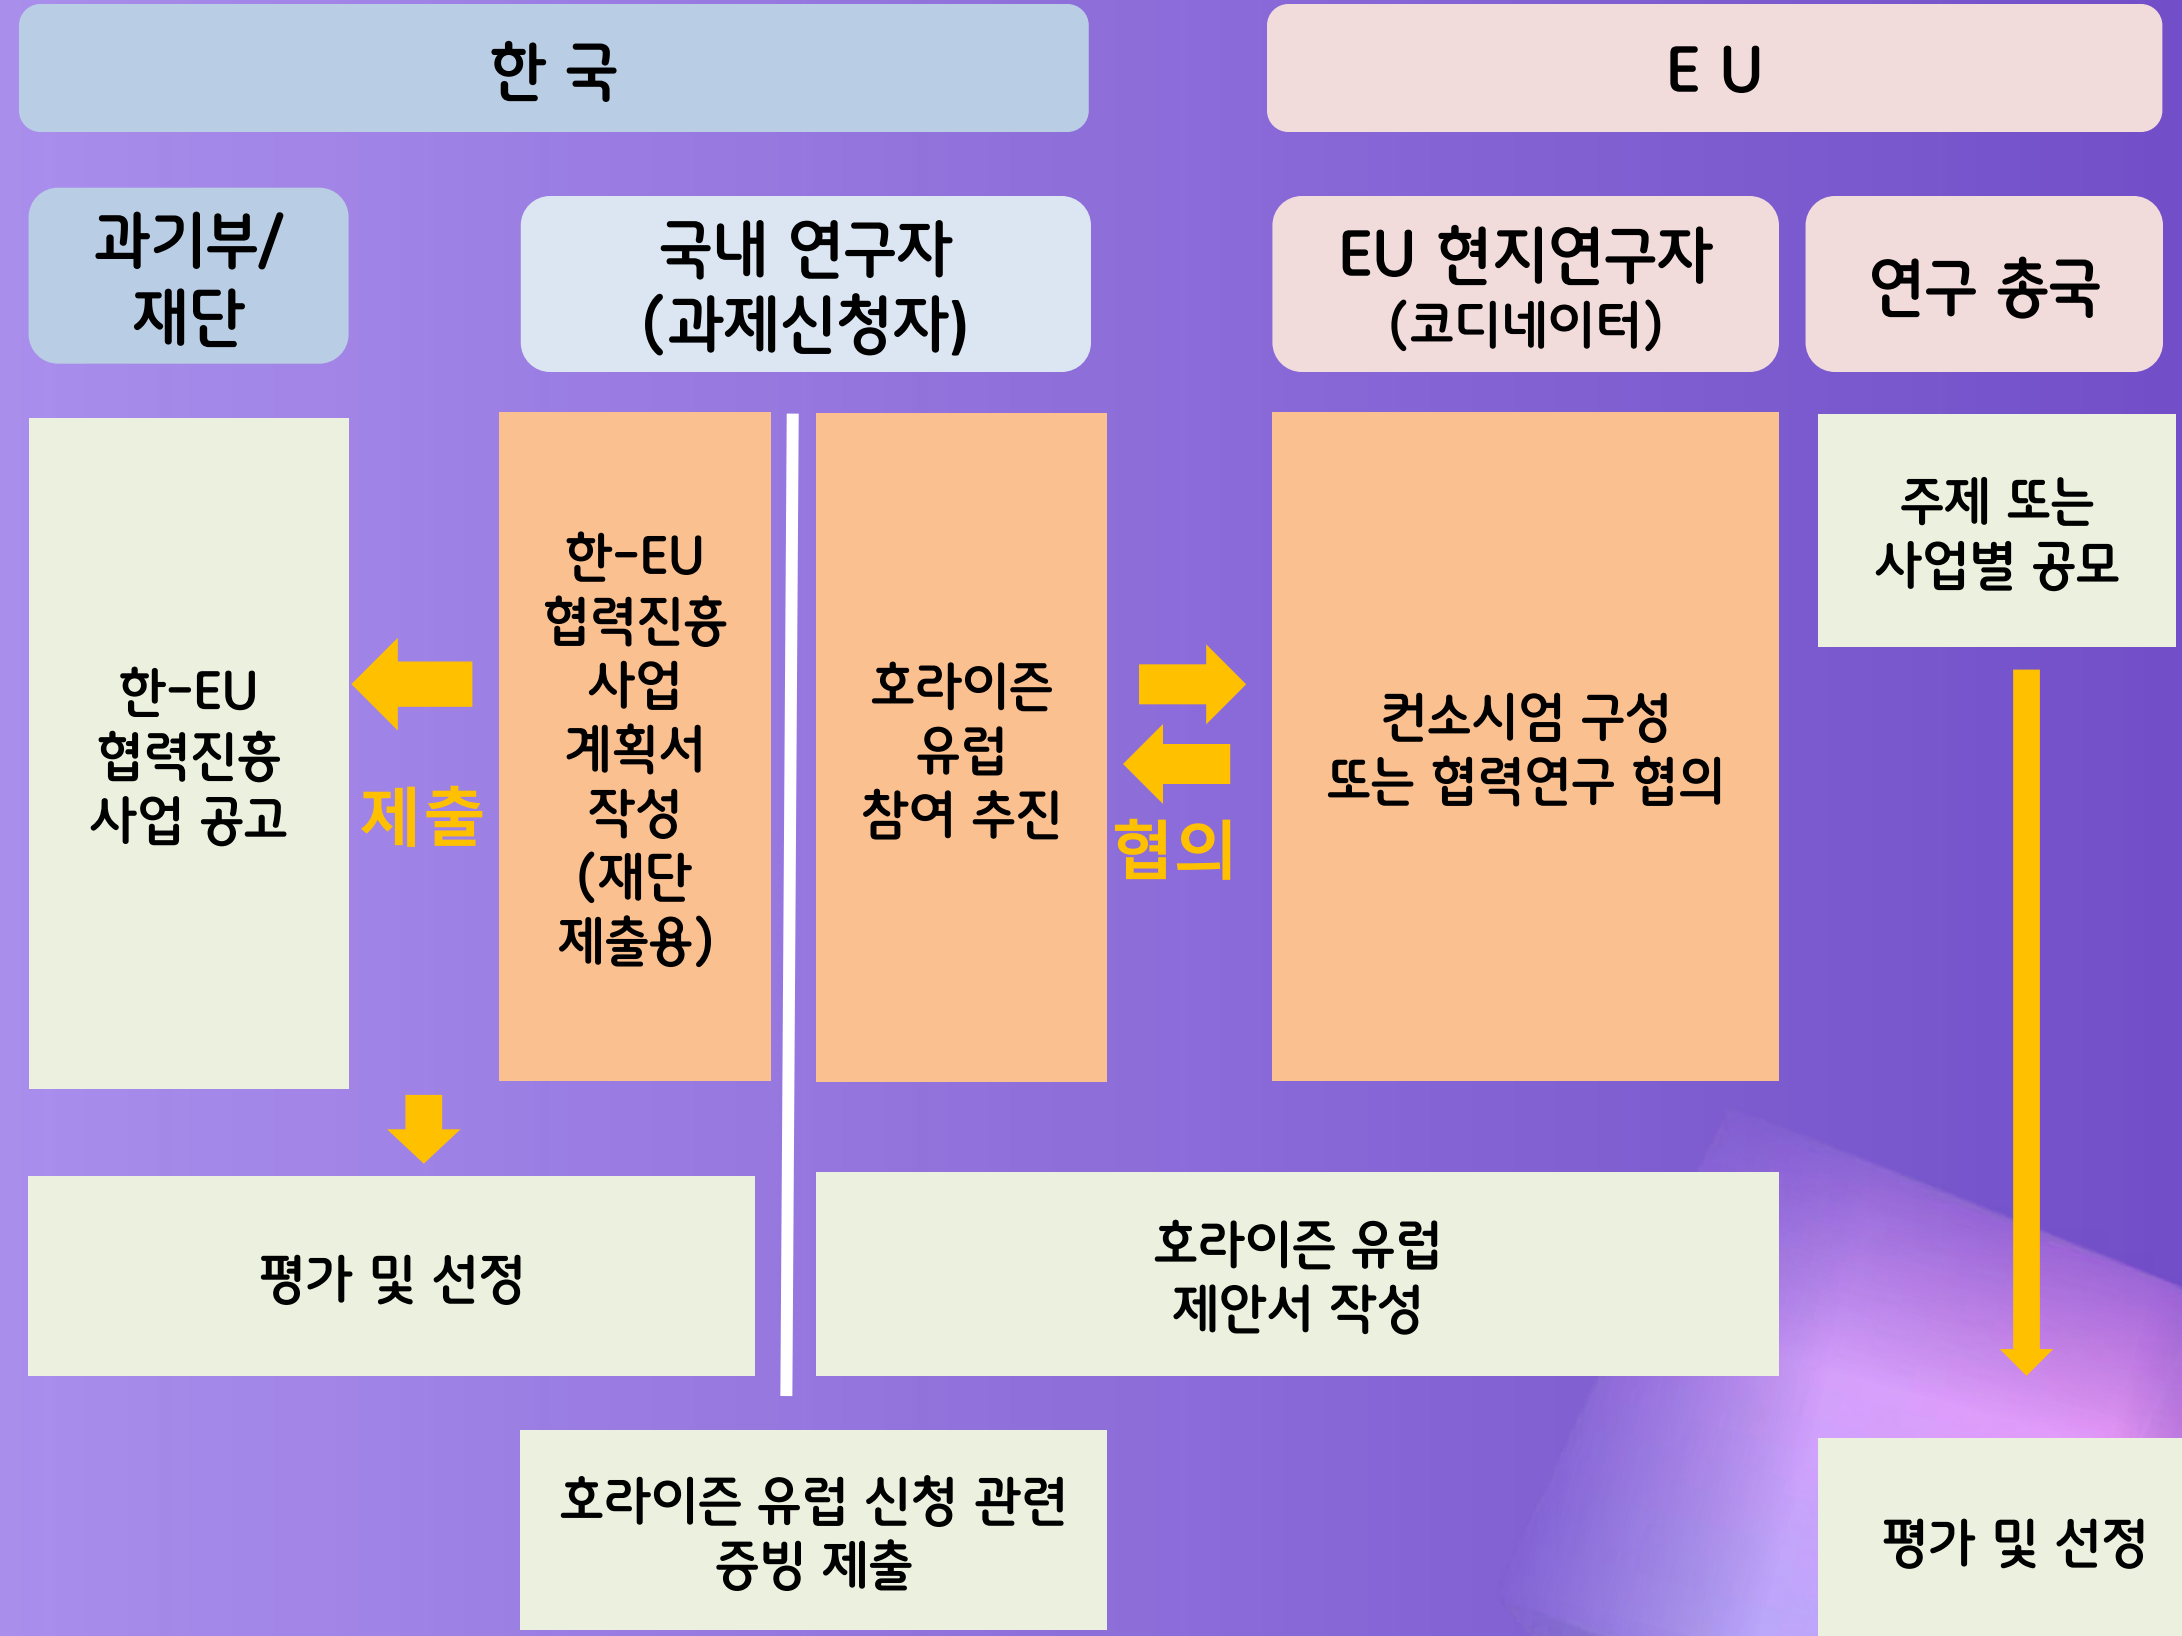 한 국
E U
과기부/
재단
국내 연구자
(과제신청자)
EU 현지연구자
(코디네이터)
연구 총국
한-EU
협력진흥
사업 공고
제출
한-EU
협력진흥
사업
계획서
작성
(재단
제출용)
호라이즌
유럽
참여 추진
협의
컨소시엄 구성
또는 협력연구 협의
주제 또는
사업별 공모
평가 및 선정
호라이즌 유럽
제안서 작성
호라이즌 유럽 신청 관련
증빙 제출
평가 및 선정